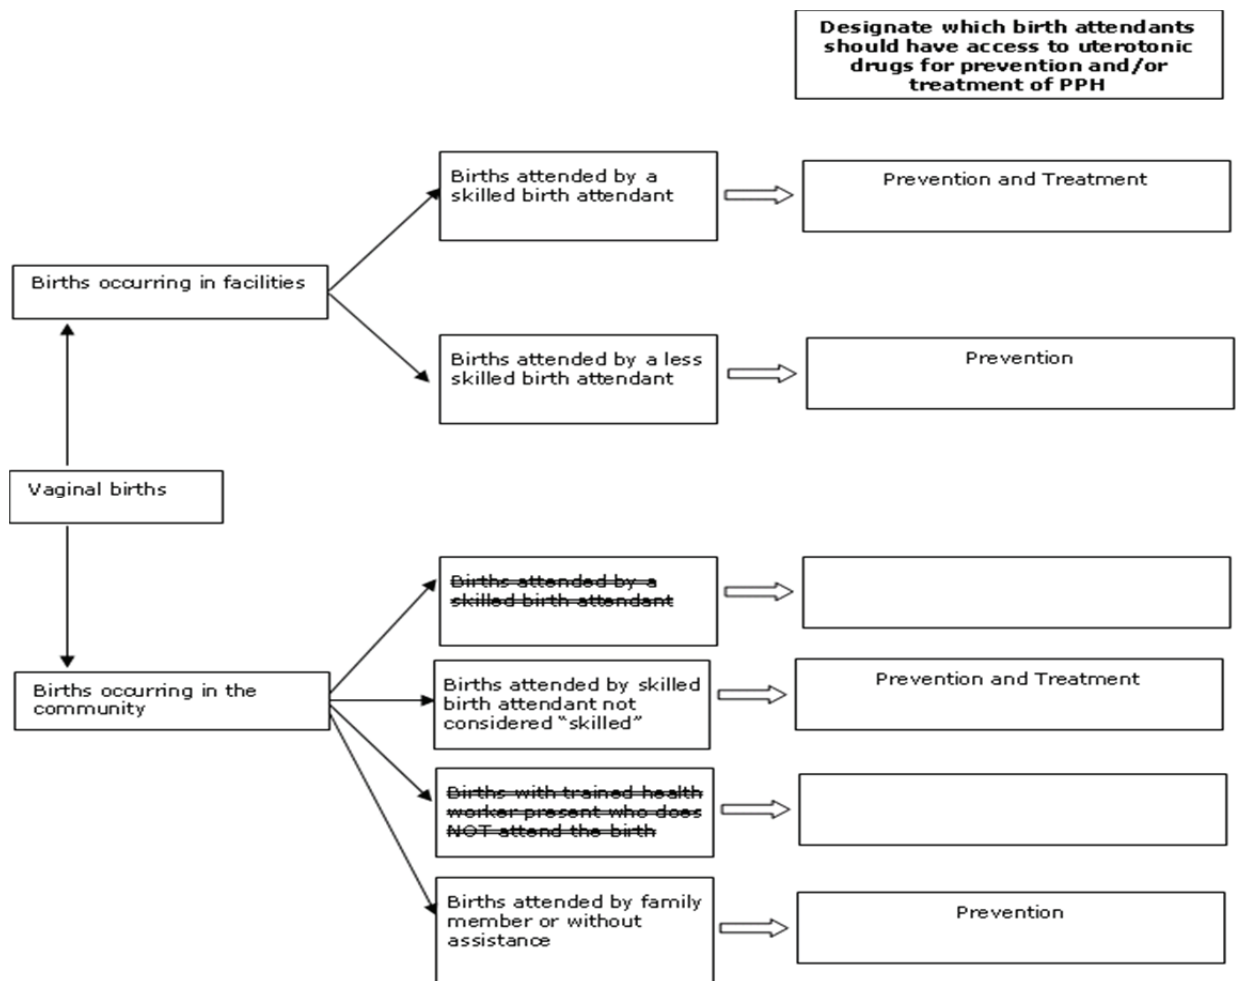 Designate which birth attendants
should have access to uterotonic
drugs for prevention and/or
treatment of PPH
Births attended by a
skilled birth attendant
Prevention and Treatment
Births occurring in facilities
Births attended by a less
skilled birth attendant
Prevention
Vaginal births
Births attended by a
skilled birth attendant
Births occurring in the
community
Births attended by skilled
birth attendant not
considered “skilled”
Prevention and Treatment
Births with trained health
worker present who does
NOT attend the birth
Births attended by family
member or without
assistance
Prevention